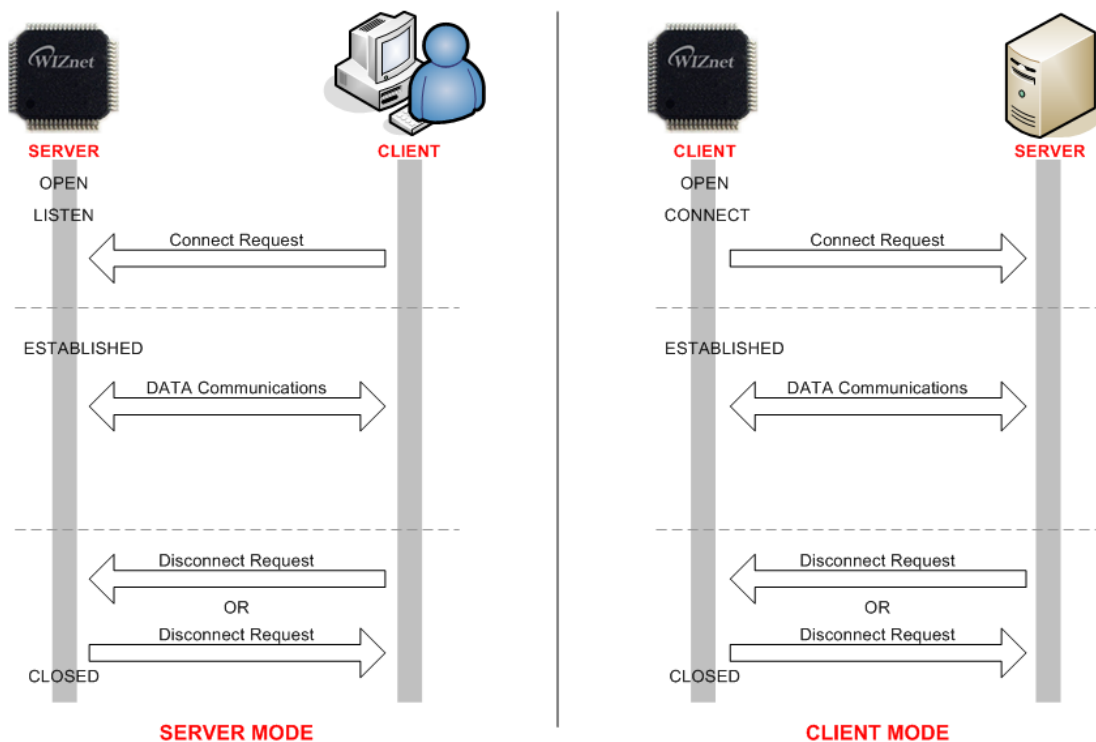 WIZnet
SERVER
CLIENT
OPEN
LISTEN
Connect Request
ESTABLISHED
DATA Communications
Disconnect Request
OR
Disconnect Request
CLOSED
SERVER MODE
WIZnet
CLIENT
SERVER
OPEN
CONNECT
Connect Request
ESTABLISHED
DATA Communications
Disconnect Request
OR
Disconnect Request
CLOSED
CLIENT MODE